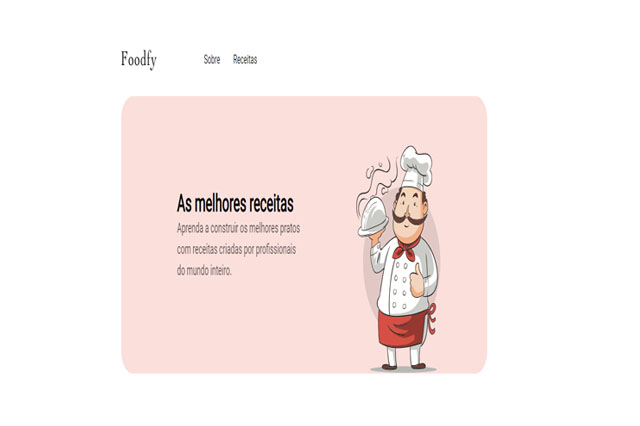 Foodfy
Sobre Receitas
As melhores receitas
Aprenda a construir os melhores pratos
com receitas criadas por profissionais
do mundo inteiro.